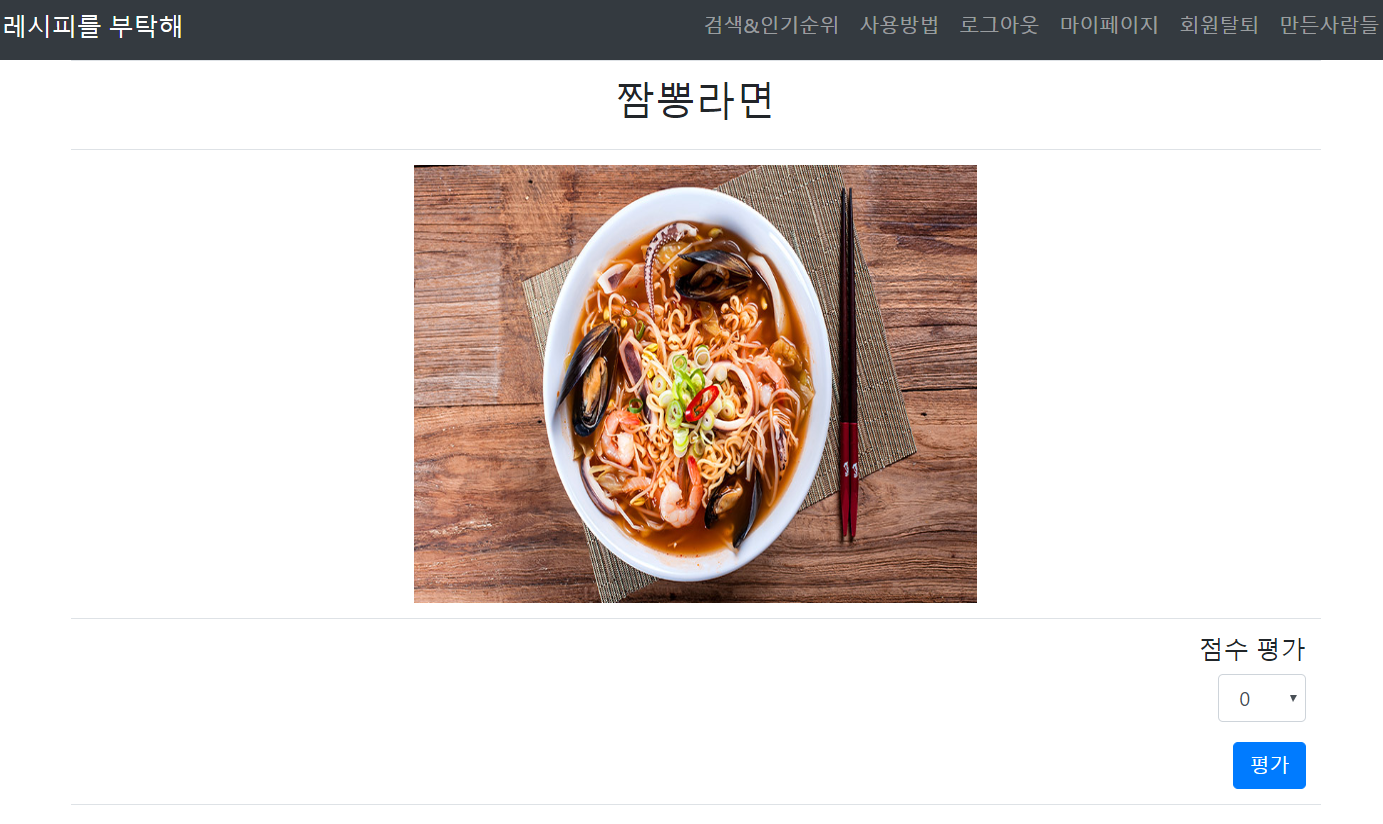 레시피를 부탁해
검색&인기순위 사용방법 로그아웃 마이페이지 회원탈퇴 만든사람들
짬뽕라면
점수 평가
0
평가